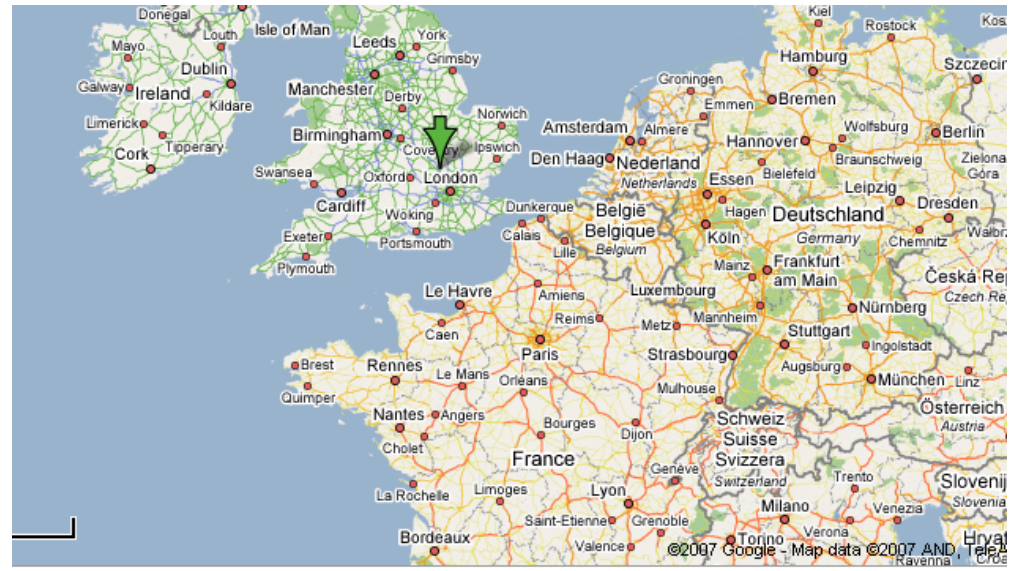 Donegal
Kiel
Rostock
Kos
Mayo
Louth
Isle of Man
Leeds
York
Grimsby
Hamburg
Szczecin
Dublin
Galway
Ireland
Kildare
Manchester
Derby
Groningen
Emmen
Bremen
Limerick
Tipperary
Birmingham
Norwich
Amsterdam
Almere
Hannover
Wolfsburg
Berlin
Cork
Coventry
Ipswich
Den Haag
Nederland
Netherlands
Bielefeld
Braunschweig
Zielona
Góra
Swansea
Oxford
London
Essen
Leipzig
Cardiff
Woking
Dunkerque
België
Belgique
Belgium
Hagen
Deutschland
Germany
Dresden
Exeter
Portsmouth
Calais
Lille
Köln
Chemnitz
Wałbrz
Plymouth
Mainz
Frankfurt
am Main
Česká Rep
Czech Rep
Le Havre
Amiens
Luxembourg
Caen
Reims
Metz
Mannheim
Nürnberg
Paris
Strasbourg
Stuttgart
Ingolstadt
Brest
Rennes
Le Mans
Orléans
Augsburg
München
Linz
Quimper
Mulhouse
Nantes
Angers
Bourges
Dijon
Schweiz
Suisse
Svizzera
Switzerland
Österreich
Austria
Cholet
France
Genève
La Rochelle
Limoges
Lyon
Trento
Slovenij
Slovenia
Saint-Etienne
Grenoble
Milano
Verona
Venezia
Bordeaux
Valence
Torino
Hrvat
Ravenna
Croa
©2007 Google - Map data ©2007 AND, TeleA